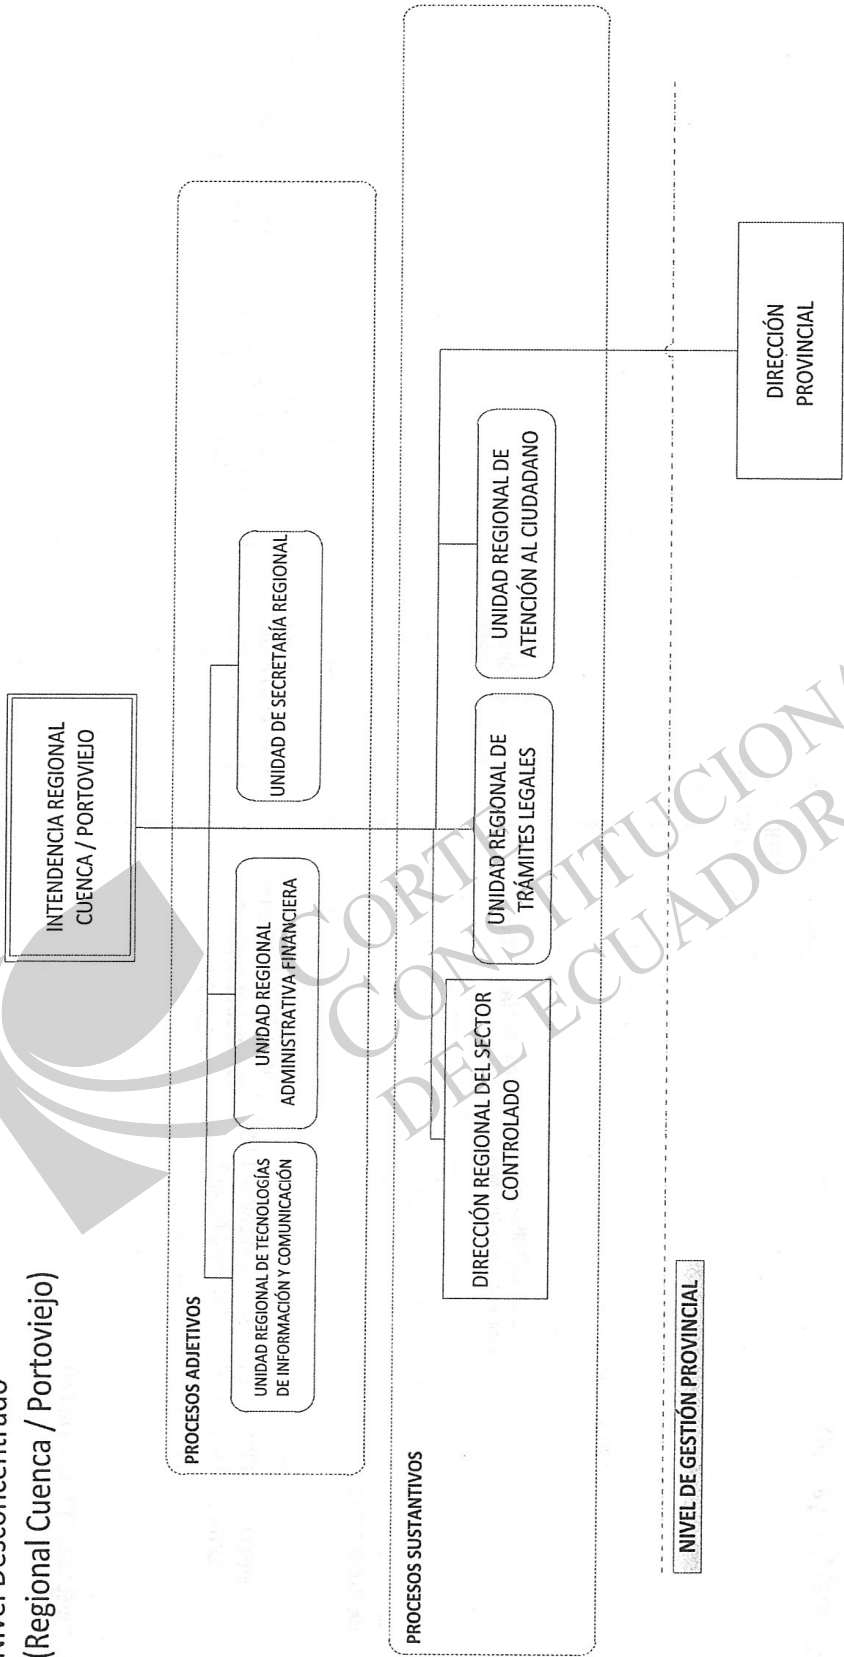 Nivel Desconcentrado
(Regional Cuenca / Portoviejo)
INTENDENCIA REGIONAL
CUENCA / PORTOVIEJO
PROCESOS ADJETIVOS
UNIDAD REGIONAL DE TECNOLOGÍAS
DE INFORMACIÓN Y COMUNICACIÓN
UNIDAD REGIONAL
ADMINISTRATIVA FINANCIERA
UNIDAD DE SECRETARÍA REGIONAL
PROCESOS SUSTANTIVOS
DIRECCIÓN REGIONAL DEL SECTOR
CONTROLADO
UNIDAD REGIONAL DE
TRÁMITES LEGALES
UNIDAD REGIONAL DE
ATENCIÓN AL CIUDADANO
NIVEL DE GESTIÓN PROVINCIAL
DIRECCIÓN
PROVINCIAL
CORTE
CONSTITUCIONAL
DEL ECUADOR